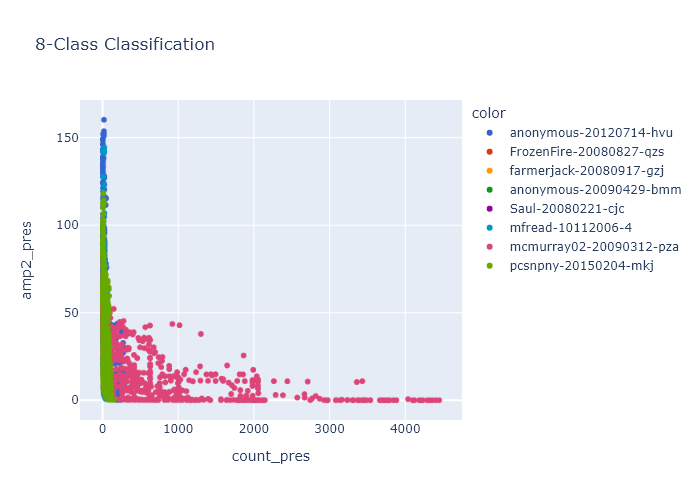 8-Class Classification
color
anonymous-20120714-hvu
FrozenFire-20080827-qzs
farmerjack-20080917-gzj
anonymous-20090429-bmm
Saul-20080221-cjc
mfread-10112006-4
mcmurray02-20090312-pza
pcsnpny-20150204-mkj
amp2_pres
150
100
50
0
0 1000 2000 3000 4000
count_pres